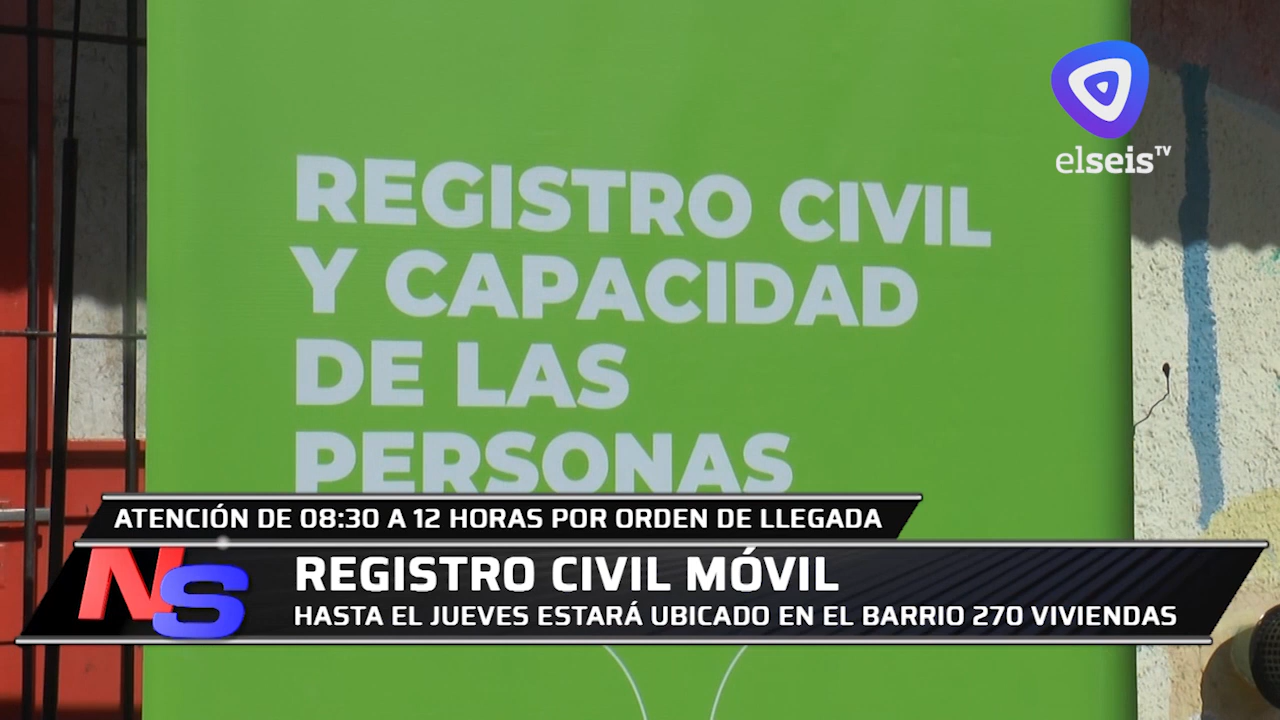 elseis TV
REGISTRO CIVIL
Y CAPACIDAD
DE LAS
PERSONAS
ATENCIÓN DE 08:30 A 12 HORAS POR ORDEN DE LLEGADA
NS
REGISTRO CIVIL MÓVIL
HASTA EL JUEVES ESTARÁ UBICADO EN EL BARRIO 270 VIVIENDAS